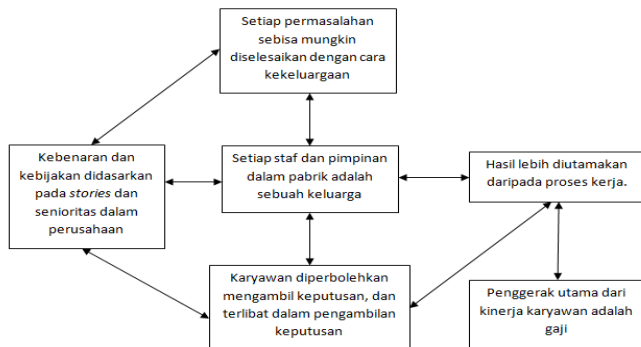 Setiap permasalahan
sebisa mungkin
diselesaikan dengan cara
kekeluargaan
Kebenaran dan
kebijakan didasarkan
pada stories dan
senioritas dalam
perusahaan
Setiap staf dan pimpinan
dalam pabrik adalah
sebuah keluarga
Hasil lebih diutamakan
daripada proses kerja.
Karyawan diperbolehkan
mengambil keputusan, dan
terlibat dalam pengambilan
keputusan
Penggerak utama dari
kinerja karyawan adalah
gaji